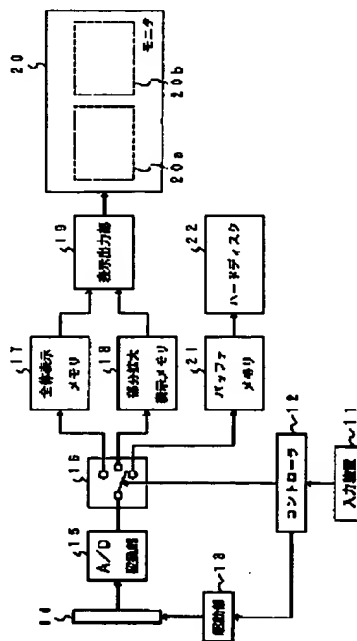 20
モニタ
20a
20b
19
表示出力部
17
全体表示
メモリ
18
部分拡大
表示メモリ
22
ハードディスク
21
バッファ
メモリ
16
15
A/D
変換部
14
13
駆動部
12
コントローラ
11
入力装置